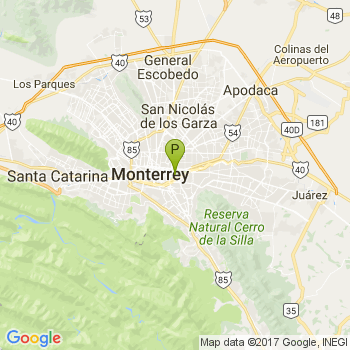 53
48
General
Escobedo
Colinas del
Aeropuerto
40
Los Parques
85
Apodaca
San Nicolás
de los Garza
181
54
40D
85
P
40
Santa Catarina
Monterrey
40
Juárez
Reserva
Natural Cerro
de la Silla
85
35
Google
Map data ©2017 Google, INEGI